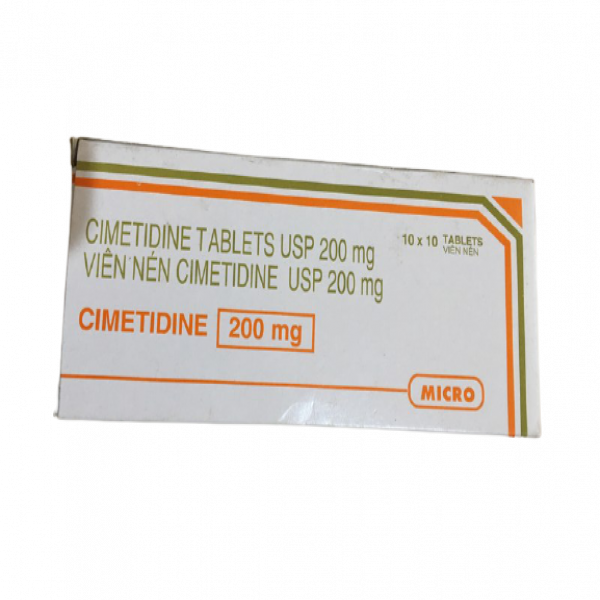 CIMETIDINE TABLETS USP 200 mg
VIÊN NÉN CIMETIDINE USP 200 mg
10 x 10 TABLETS
VIÊN NÉN
CIMETIDINE 200 mg
MICRO